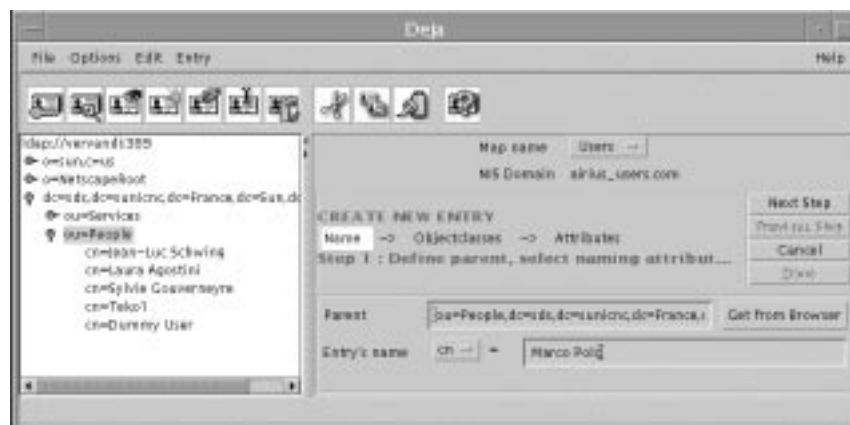 Deja
File Options Edit Entry Help
ldap://vervandi:389
o=sun,c=us
o=NetscapeRoot
dc=sds,dc=sunicnc,dc=France,dc=Sun,dc
ou=Services
ou=People
cn=Jean-Luc Schwing
cn=Laura Agostini
cn=Sylvie Gouverneyre
cn=Teko1
cn=Dummy User
Map name Users
NIS Domain sirius_users.com
CREATE NEW ENTRY
Name -> Objectclasses -> Attributes
Step 1 : Define parent, select naming attribut...
Next Step
Previous Step
Cancel
Done
Parent ou=People,dc=sds,dc=sunicnc,dc=France, Get from Browser
Entry's name cn = Marco Polo